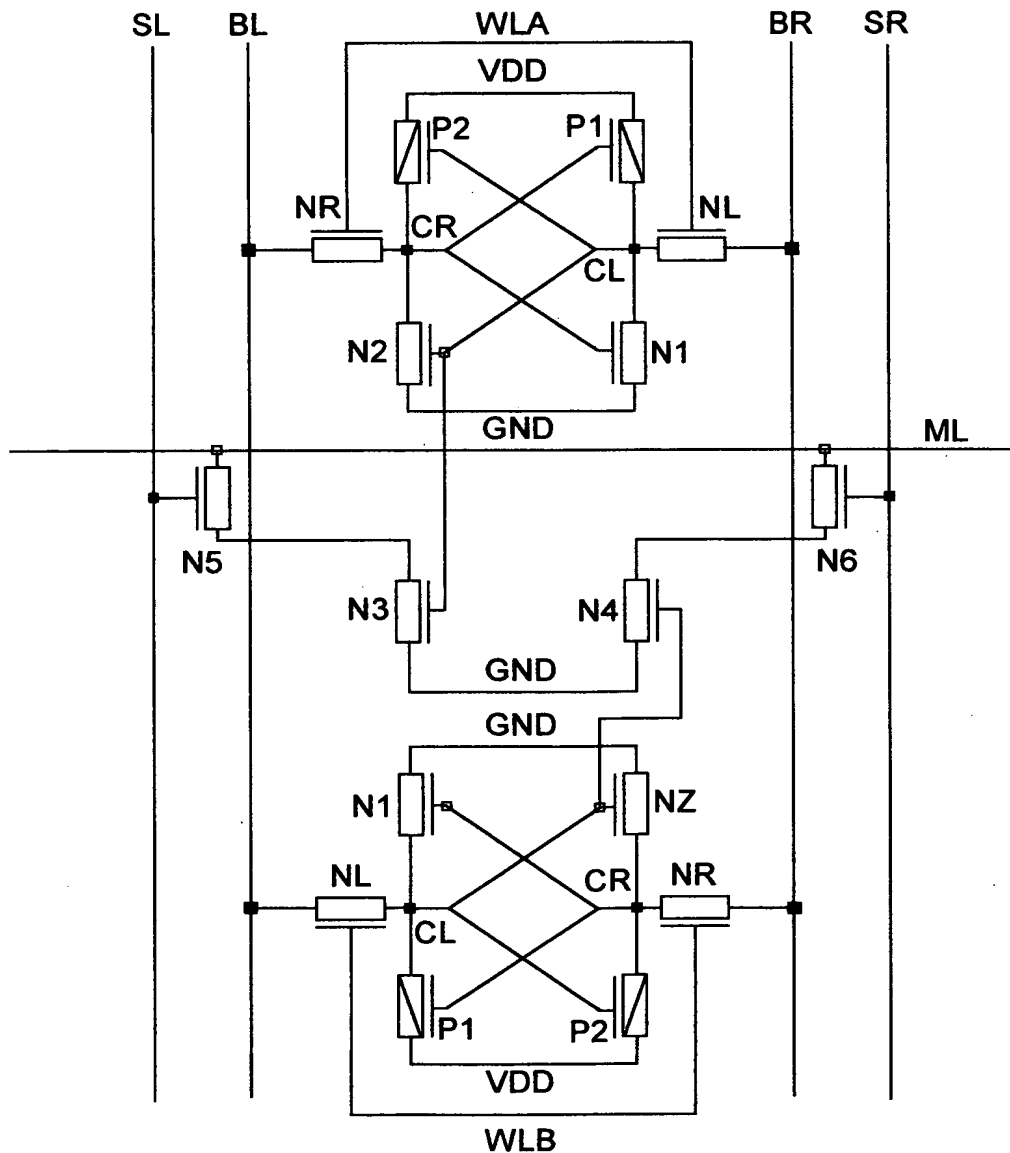 SL BL WLA BR SR
VDD
P2 P1
NR NL
CR
CL
N2 N1
GND
ML
N5 N6
N3 N4
GND
GND
N1 NZ
NL NR
CR
CL
P1 P2
VDD
WLB